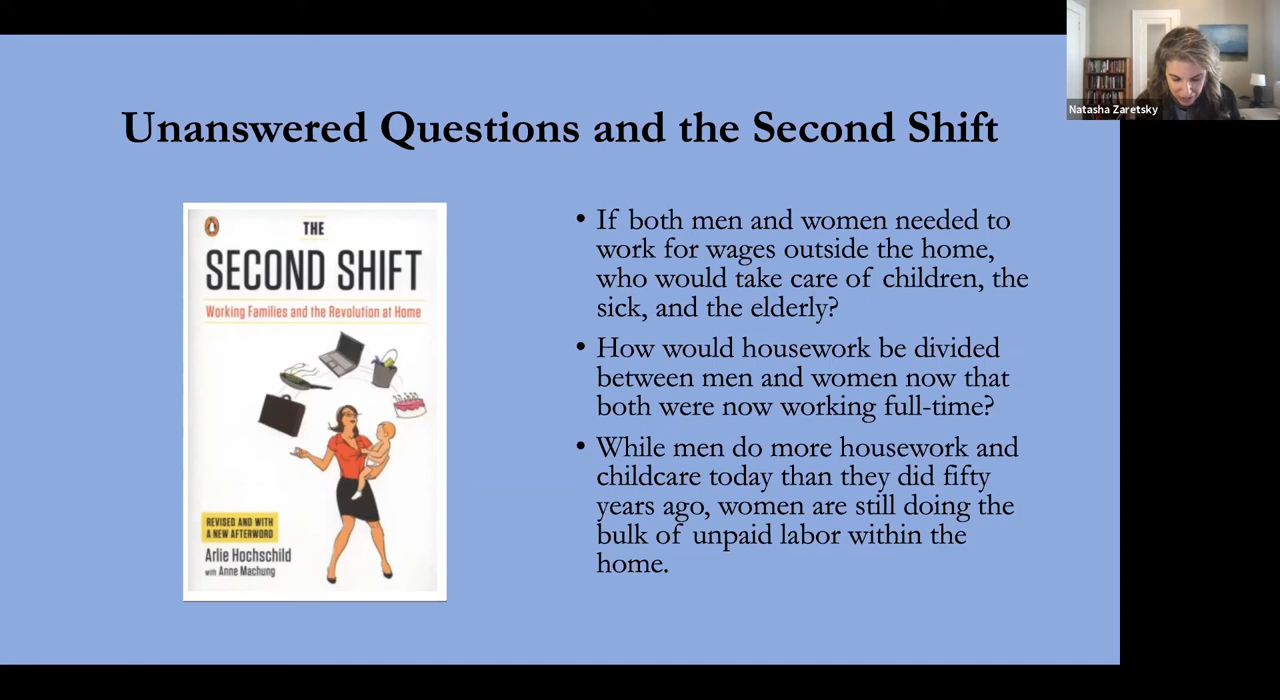 Natasha Zaretsky
Unanswered Questions and the Second Shift
THE
SECOND SHIFT
Working Families and the Revolution at Home
REVISED AND WITH
A NEW AFTERWORD
Arlie Hochschild
with Anne Machung
• If both men and women needed to
work for wages outside the home,
who would take care of children, the
sick, and the elderly?
• How would housework be divided
between men and women now that
both were now working full-time?
• While men do more housework and
childcare today than they did fifty
years ago, women are still doing the
bulk of unpaid labor within the
home.